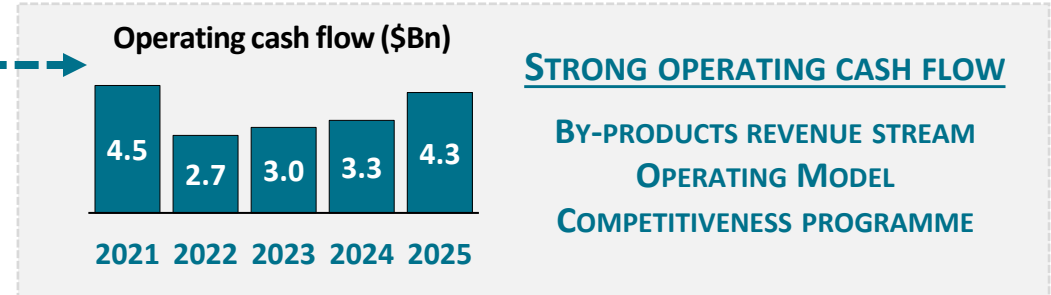 Operating cash flow ($Bn)
4.5
2.7
3.0
3.3
4.3
2021 2022 2023 2024 2025
STRONG OPERATING CASH FLOW
BY-PRODUCTS REVENUE STREAM
OPERATING MODEL
COMPETITIVENESS PROGRAMME